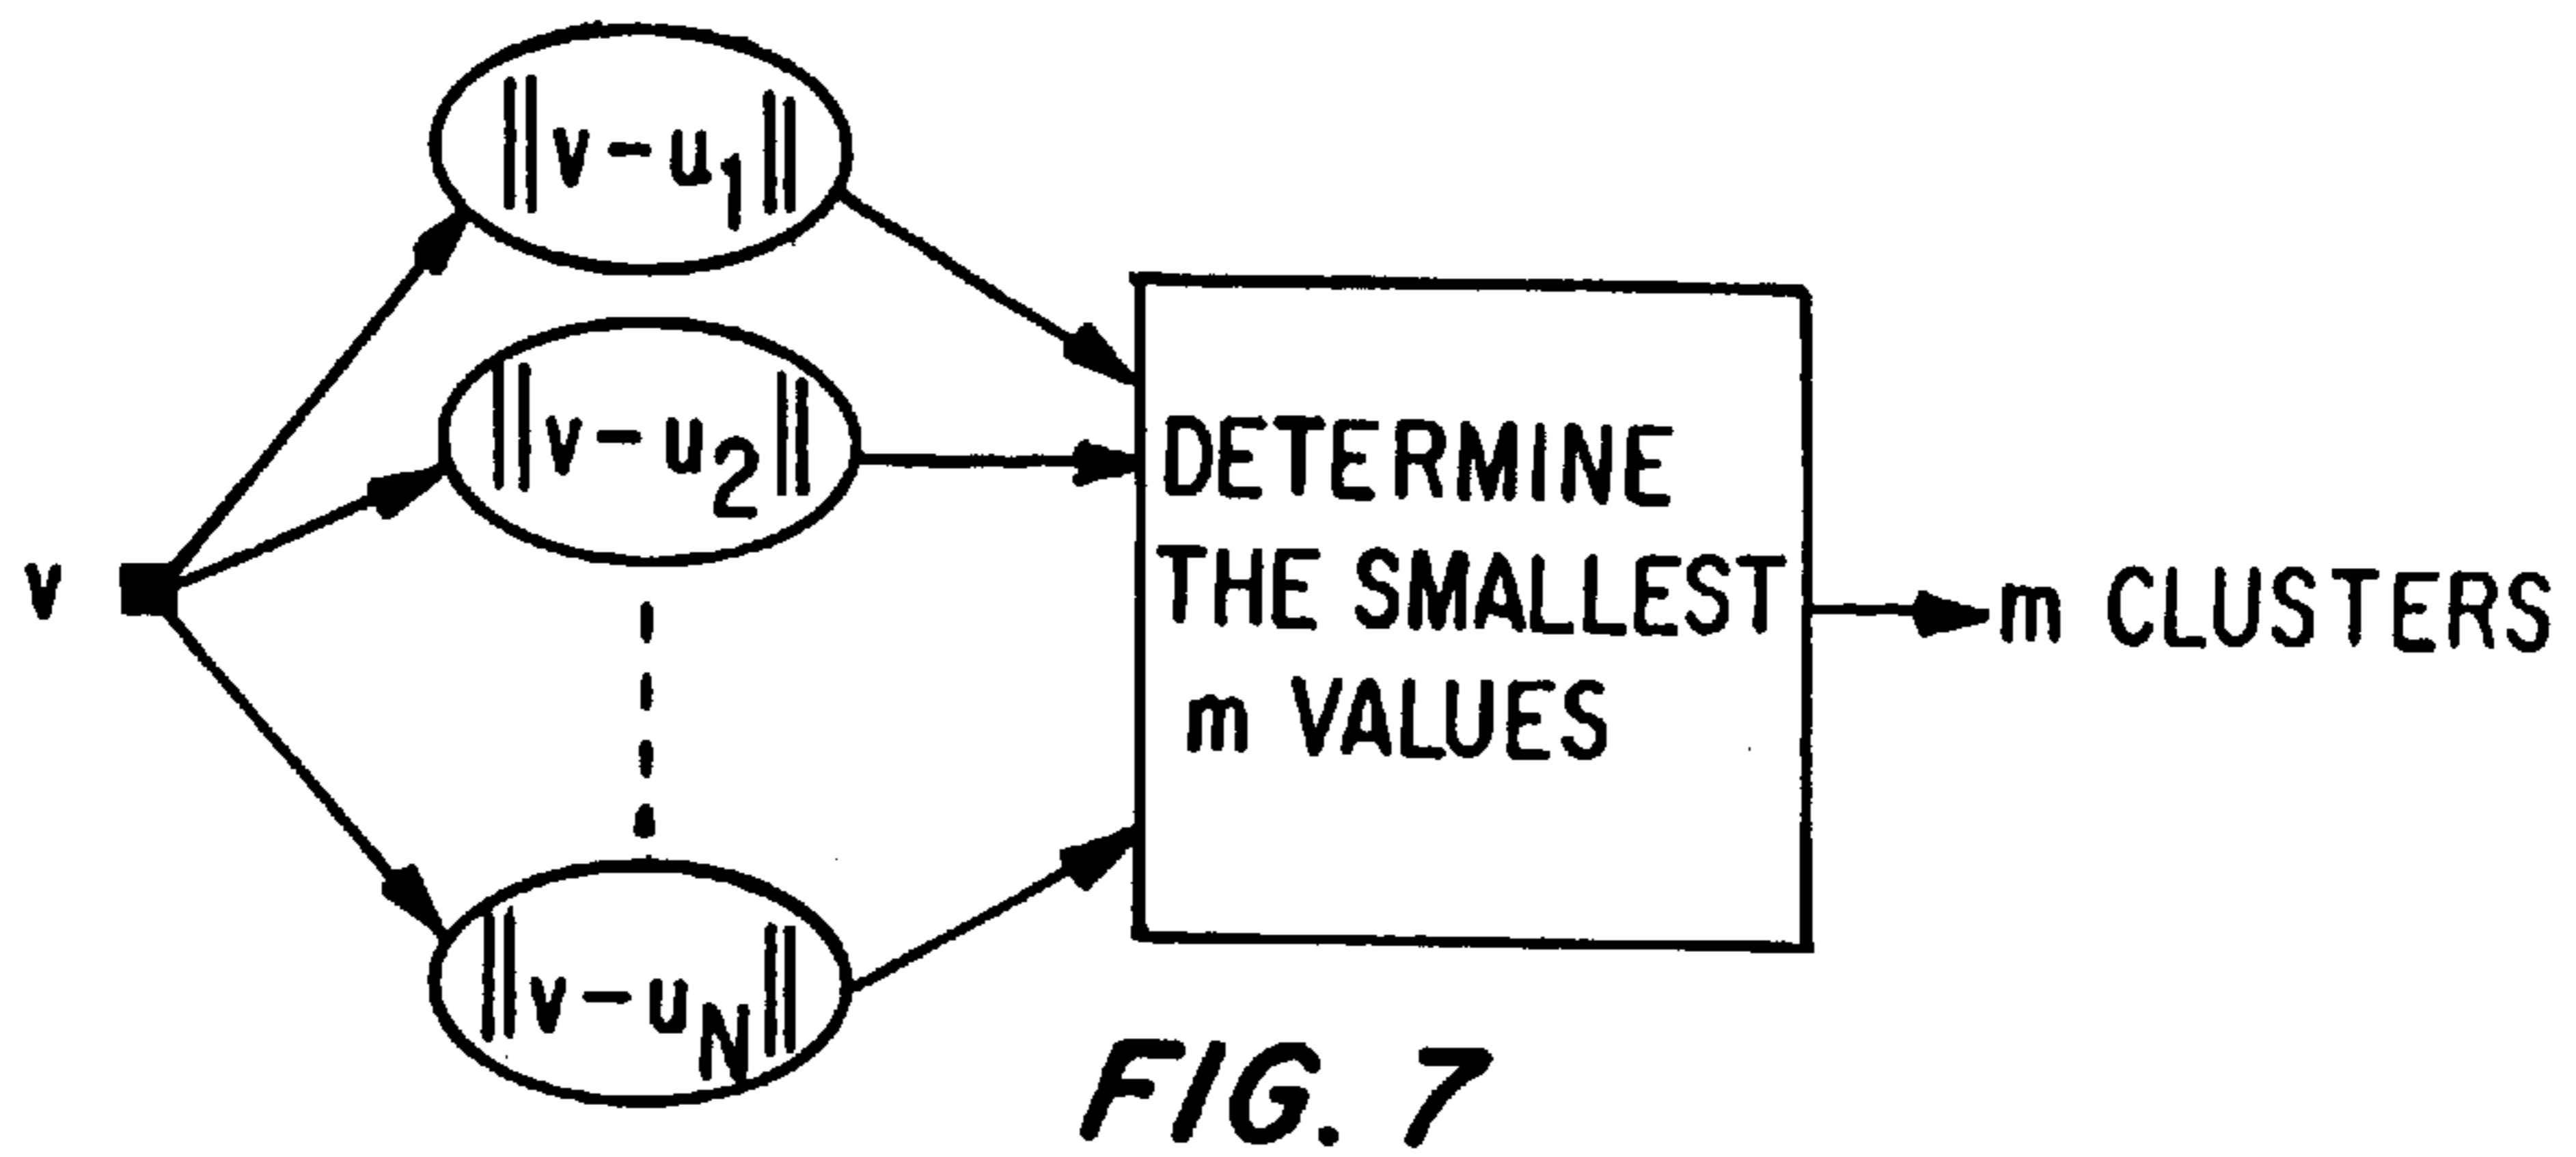 ||v-u1||
||v-u2||
v
DETERMINE
THE SMALLEST
m VALUES
m CLUSTERS
||v-uN||
FIG. 7